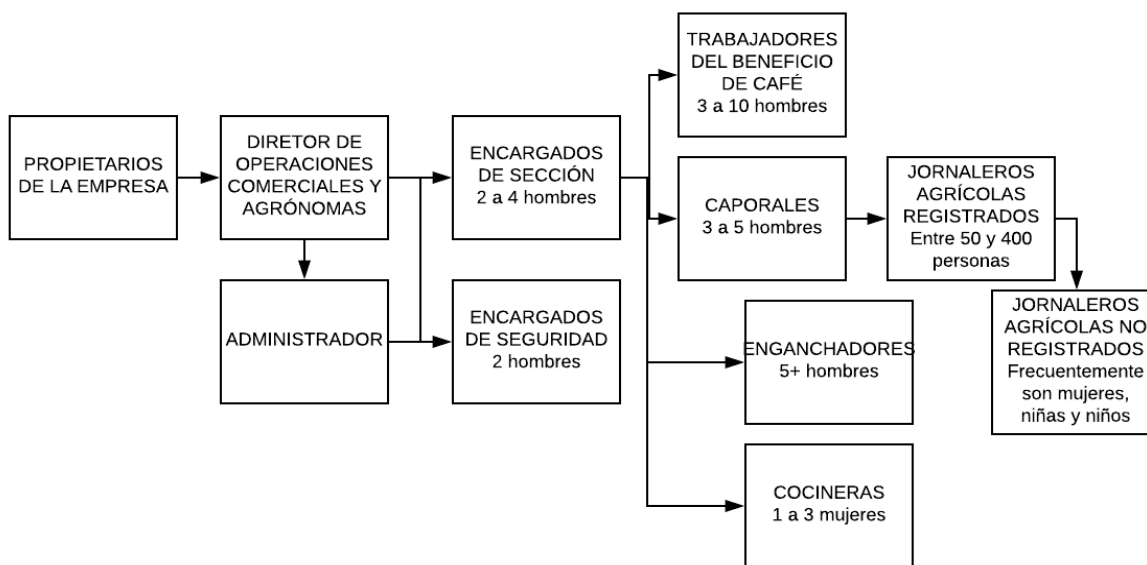 PROPIETARIOS
DE LA EMPRESA
DIRETOR DE
OPERACIONES
COMERCIALES Y
AGRÓNOMAS
ADMINISTRADOR
ENCARGADOS
DE SECCIÓN
2 a 4 hombres
ENCARGADOS
DE SEGURIDAD
2 hombres
TRABAJADORES
DEL BENEFICIO
DE CAFÉ
3 a 10 hombres
CAPORALES
3 a 5 hombres
ENGANCHADORES
5+ hombres
COCINERAS
1 a 3 mujeres
JORNALEROS
AGRÍCOLAS
REGISTRADOS
Entre 50 y 400
personas
JORNALEROS
AGRÍCOLAS NO
REGISTRADOS
Frecuentemente
son mujeres,
niñas y niños